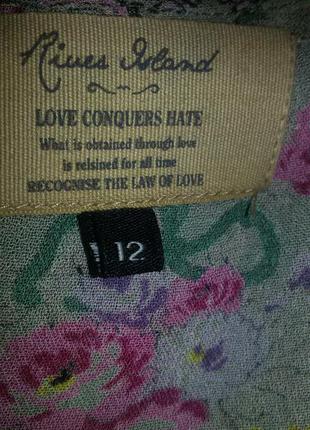 River Island
LOVE CONQUERS HATE
What is obtained through love
is relsined for all time
RECOGNISE THE LAW OF LOVE
12